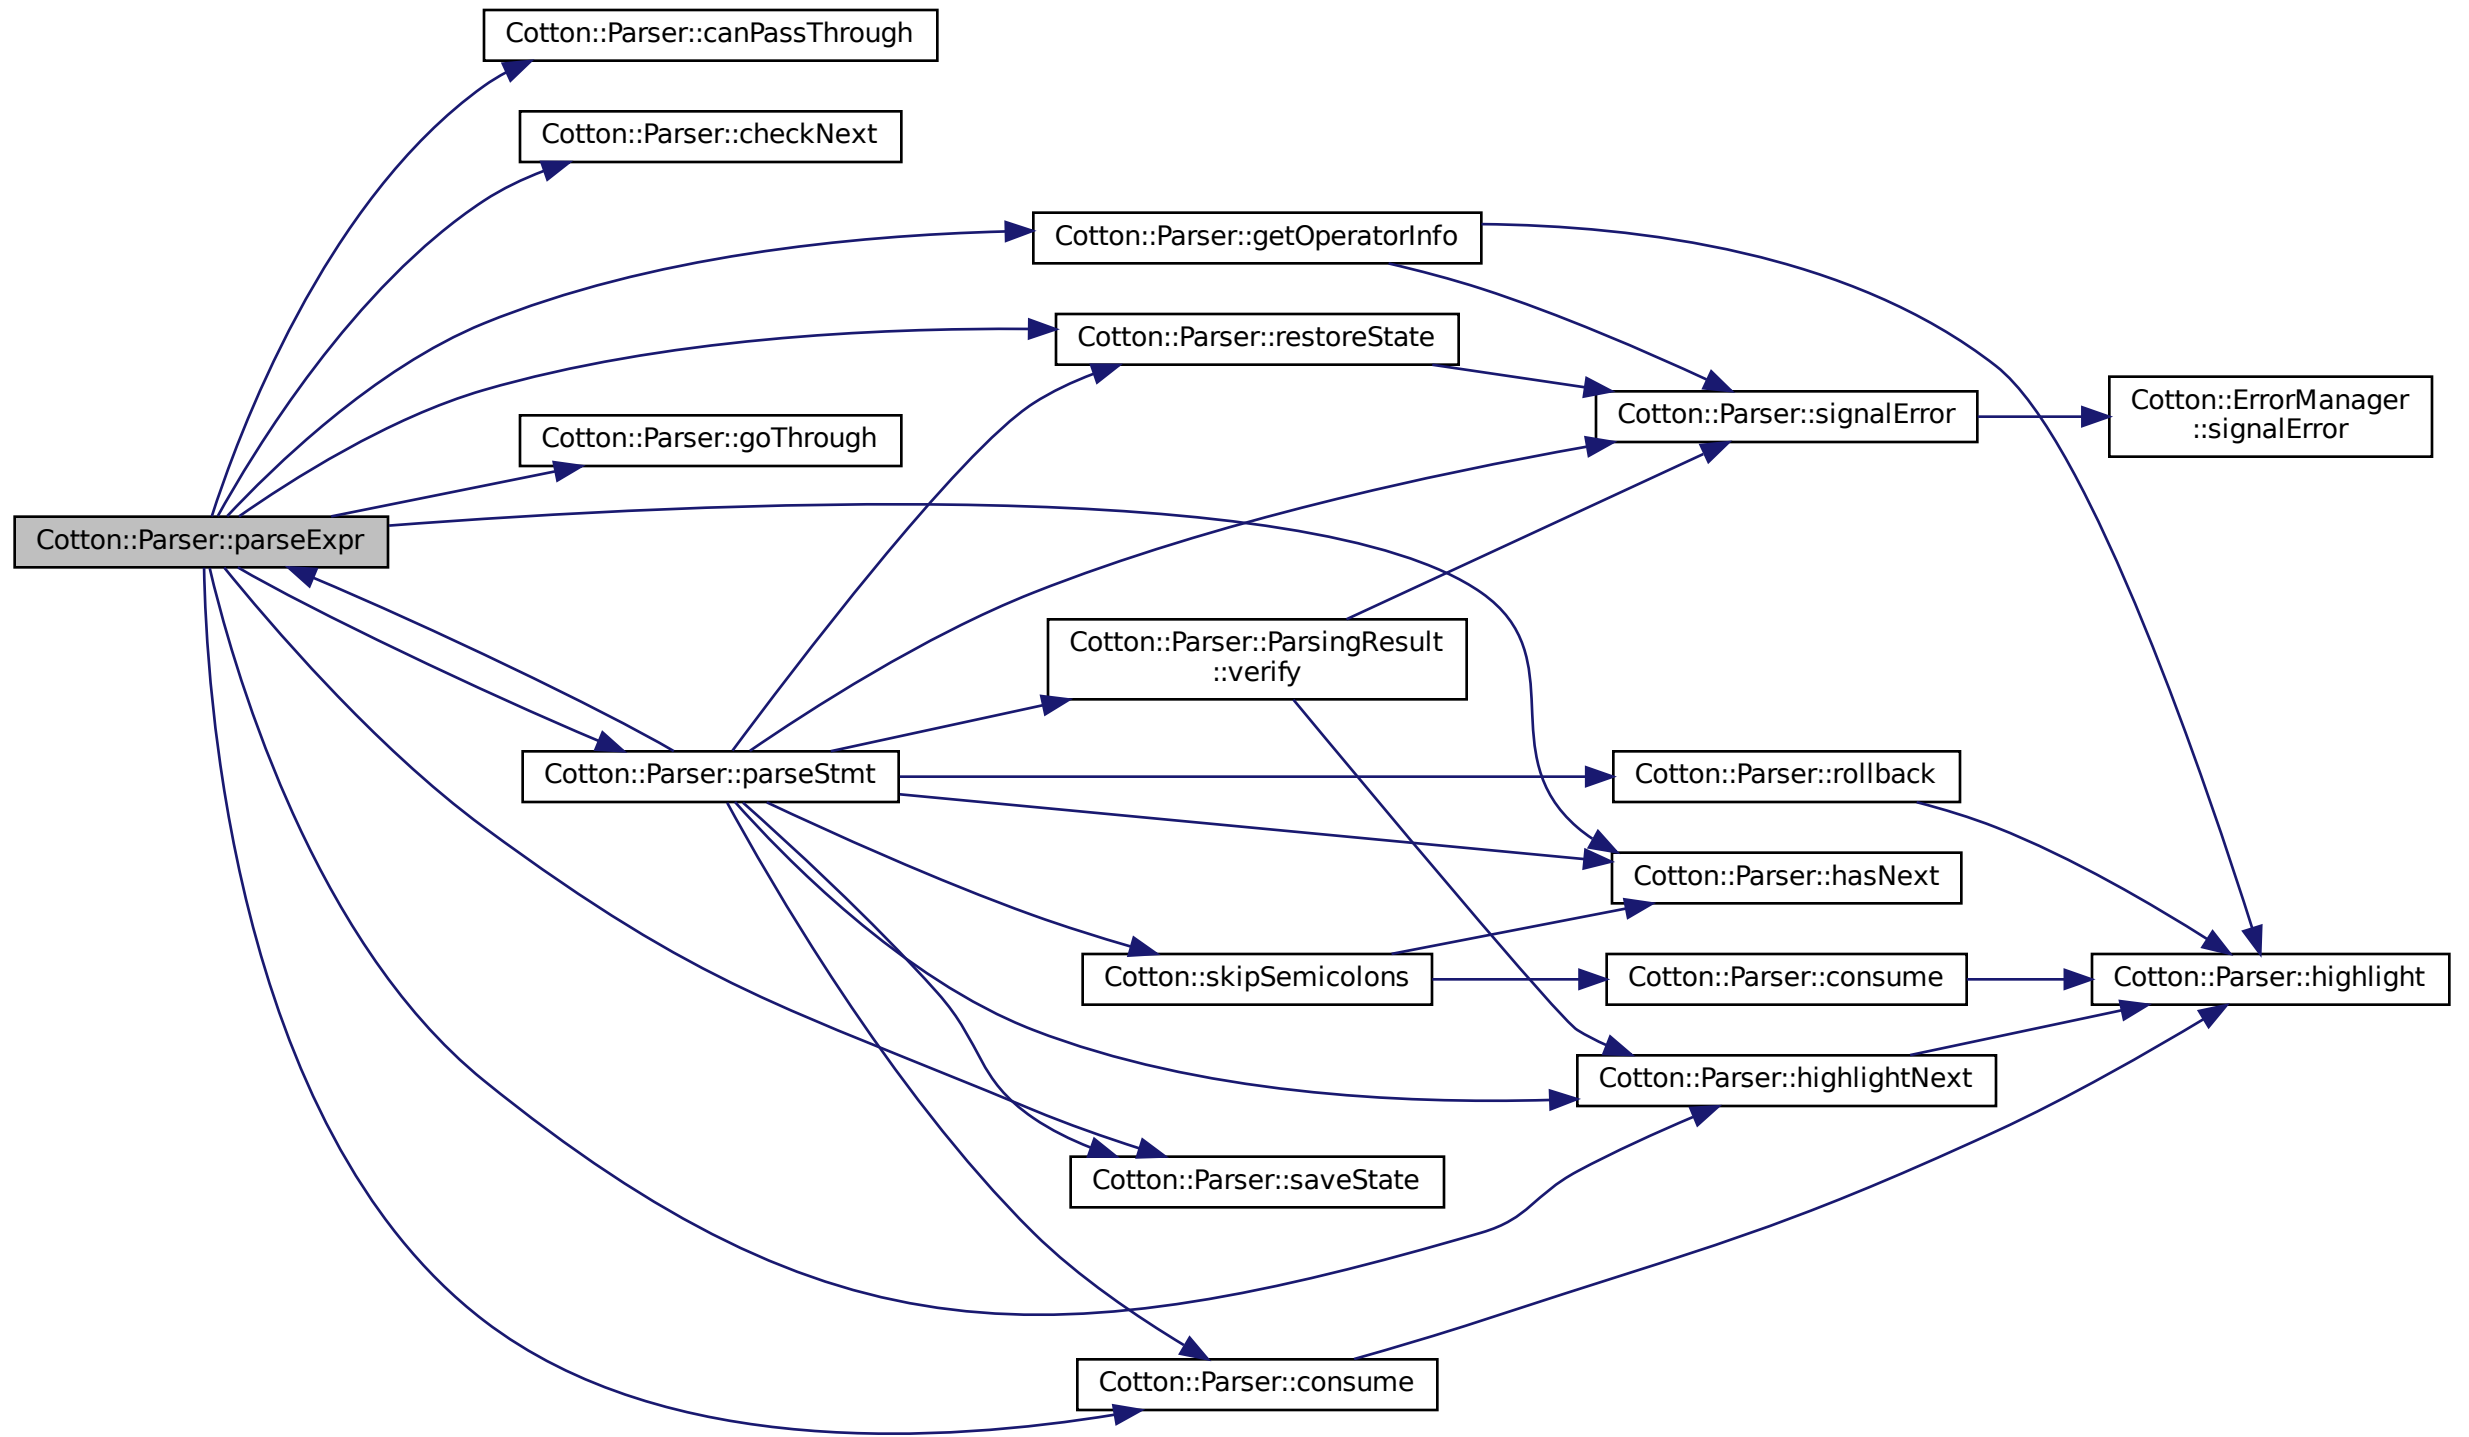 Cotton::Parser::canPassThrough
Cotton::Parser::checkNext
Cotton::Parser::getOperatorInfo
Cotton::Parser::restoreState
Cotton::Parser::signalError
Cotton::ErrorManager
::signalError
Cotton::Parser::goThrough
Cotton::Parser::parseExpr
Cotton::Parser::ParsingResult
::verify
Cotton::Parser::parseStmt
Cotton::Parser::rollback
Cotton::Parser::hasNext
Cotton::skipSemicolons
Cotton::Parser::consume
Cotton::Parser::highlight
Cotton::Parser::highlightNext
Cotton::Parser::saveState
Cotton::Parser::consume